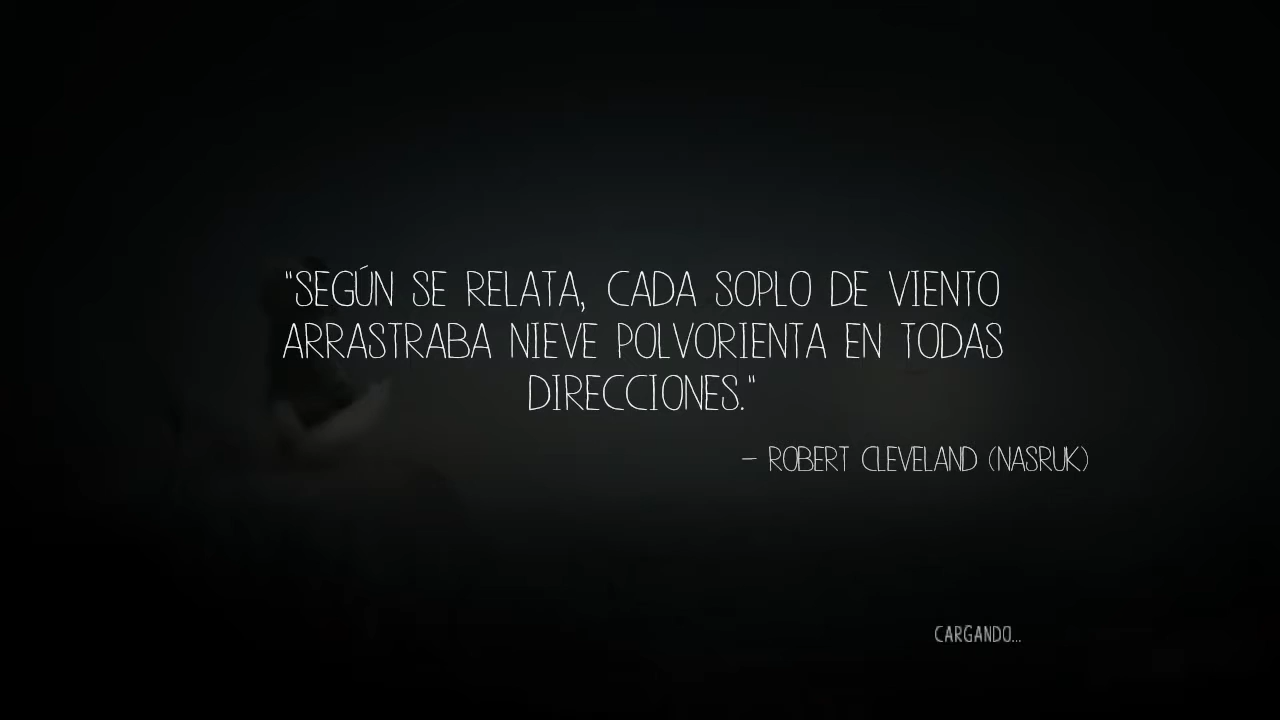 "SEGÚN SE RELATA, CADA SOPLO DE VIENTO
ARRASTRABA NIEVE POLVORIENTA EN TODAS
DIRECCIONES."
- ROBERT CLEVELAND (NASRUK)
CARGANDO...